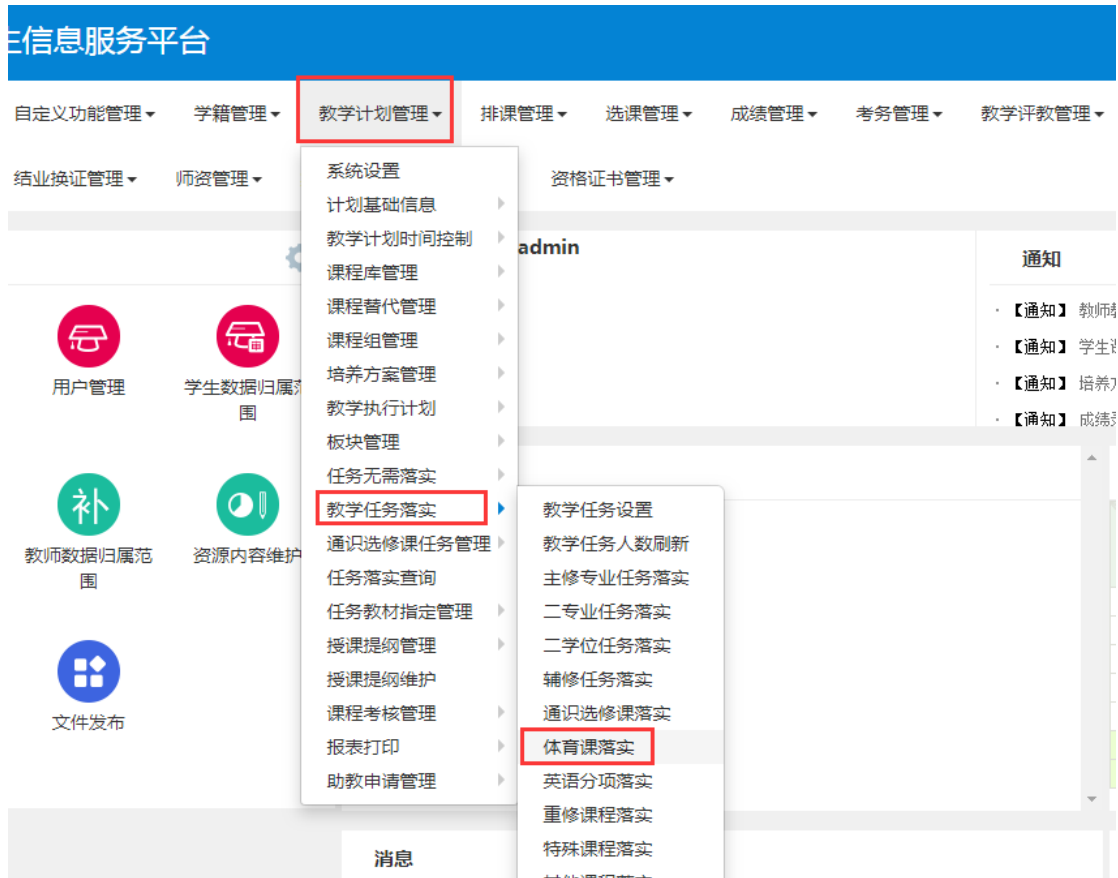 信息服务平台
自定义功能管理 学籍管理 教学计划管理 排课管理 选课管理 成绩管理 考务管理 教学评教管理
结业换证管理 师资管理 资格证书管理
系统设置
计划基础信息
教学计划时间控制
课程库管理
课程替代管理
课程组管理
培养方案管理
教学执行计划
板块管理
任务无需落实
教学任务落实
通识选修课任务管理
任务落实查询
任务教材指定管理
授课提纲管理
授课提纲维护
课程考核管理
报表打印
助教申请管理
教学任务设置
教学任务人数刷新
主修专业任务落实
二专业任务落实
二学位任务落实
辅修任务落实
通识选修课落实
体育课落实
英语分项落实
重修课程落实
特殊课程落实
admin
通知
· 【通知】 教师
· 【通知】 学生
· 【通知】 培养
· 【通知】 成绩
用户管理
学生数据归属范
围
补
教师数据归属范
围
资源内容维护
文件发布
消息